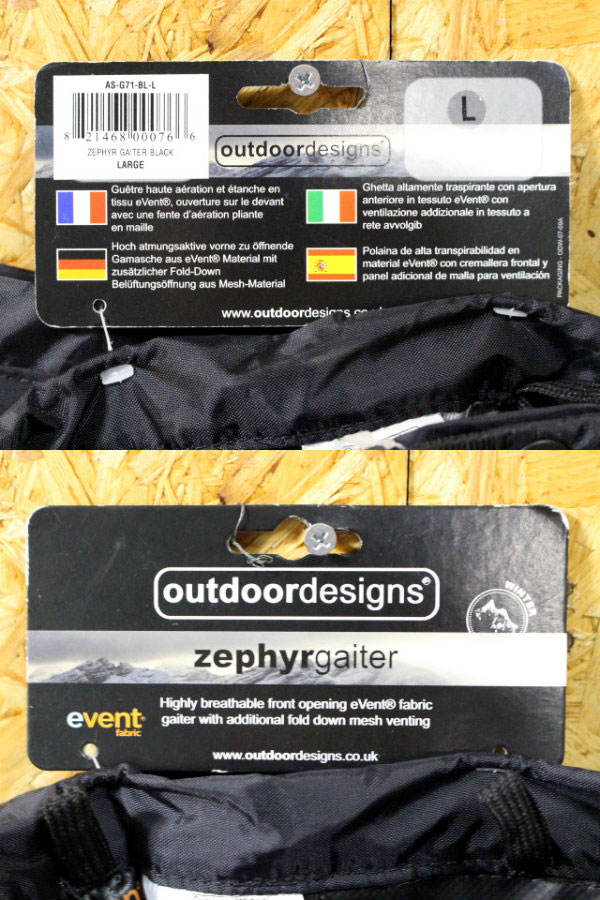 AS-G71-BL-L
8 21468 00076 6
ZEPHYR GAITER BLACK
LARGE
L
outdoordesigns®
Guêtre haute aération et étanche en
tissu eVent®, ouverture sur le devant
avec une fente d'aération pliante
en maille
Ghetta altamente traspirante con apertura
anteriore in tessuto eVent® con
ventilazione addizionale in tessuto a
rete avvolgib
Hoch atmungsaktive vorne zu öffnende
Gamasche aus eVent® Material mit
zusätzlicher Fold-Down
Belüftungsöffnung aus Mesh-Material
Polaina de alta transpirabilidad en
material eVent® con cremallera frontal y
panel adicional de malla para ventilación
www.outdoordesigns.co.uk
outdoordesigns®
WINTER
zephyrgaiter
event®
fabric
Highly breathable front opening eVent® fabric
gaiter with additional fold down mesh venting
www.outdoordesigns.co.uk